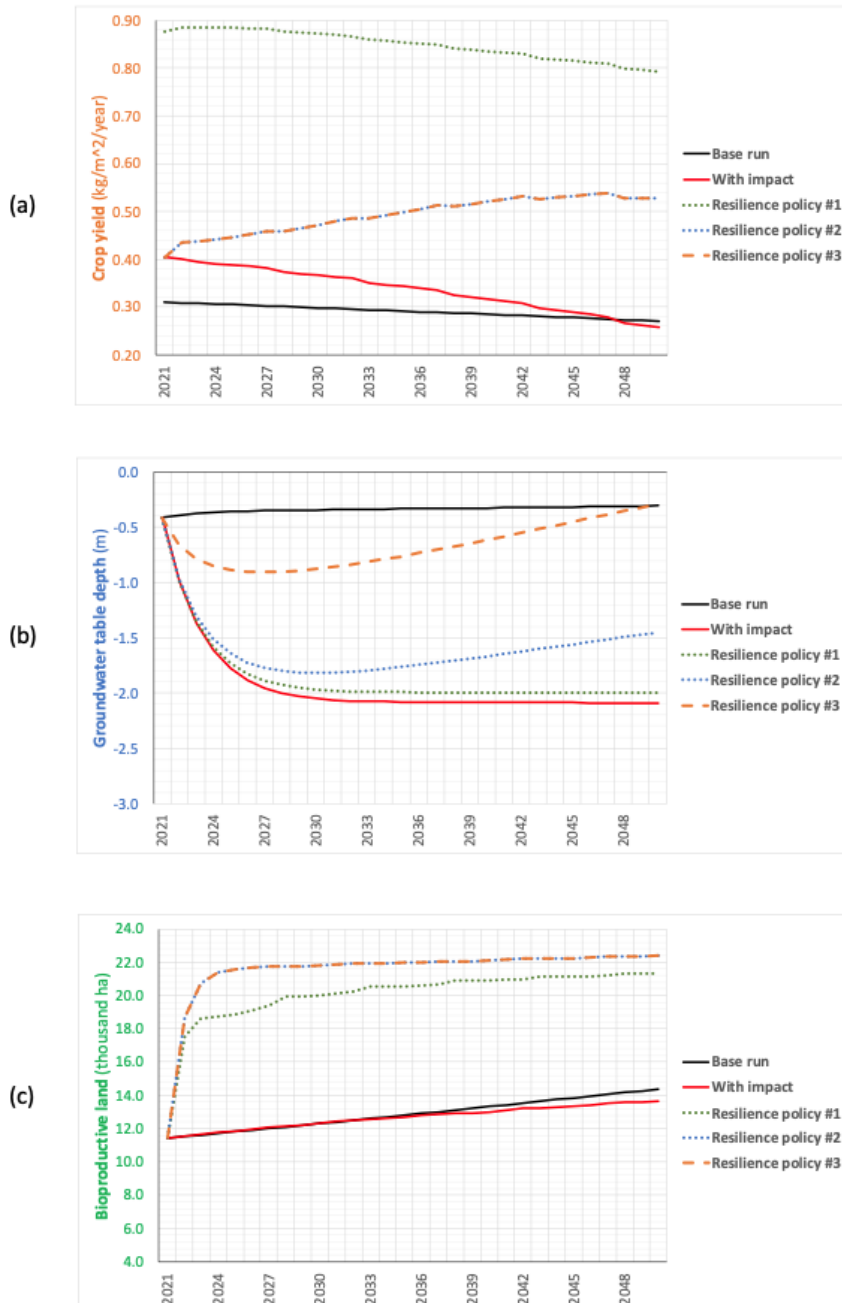 (a)
Crop yield (kg/m^2/year)
0.90
0.80
0.70
0.60
0.50
0.40
0.30
0.20
2021
2024
2027
2030
2033
2036
2039
2042
2045
2048
Base run
With impact
Resilience policy #1
Resilience policy #2
Resilience policy #3
(b)
Groundwater table depth (m)
0.0
-0.5
-1.0
-1.5
-2.0
-2.5
-3.0
2021
2024
2027
2030
2033
2036
2039
2042
2045
2048
Base run
With impact
Resilience policy #1
Resilience policy #2
Resilience policy #3
(c)
Bioproductive land (thousand ha)
24.0
22.0
20.0
18.0
16.0
14.0
12.0
10.0
8.0
6.0
4.0
2021
2024
2027
2030
2033
2036
2039
2042
2045
2048
Base run
With impact
Resilience policy #1
Resilience policy #2
Resilience policy #3